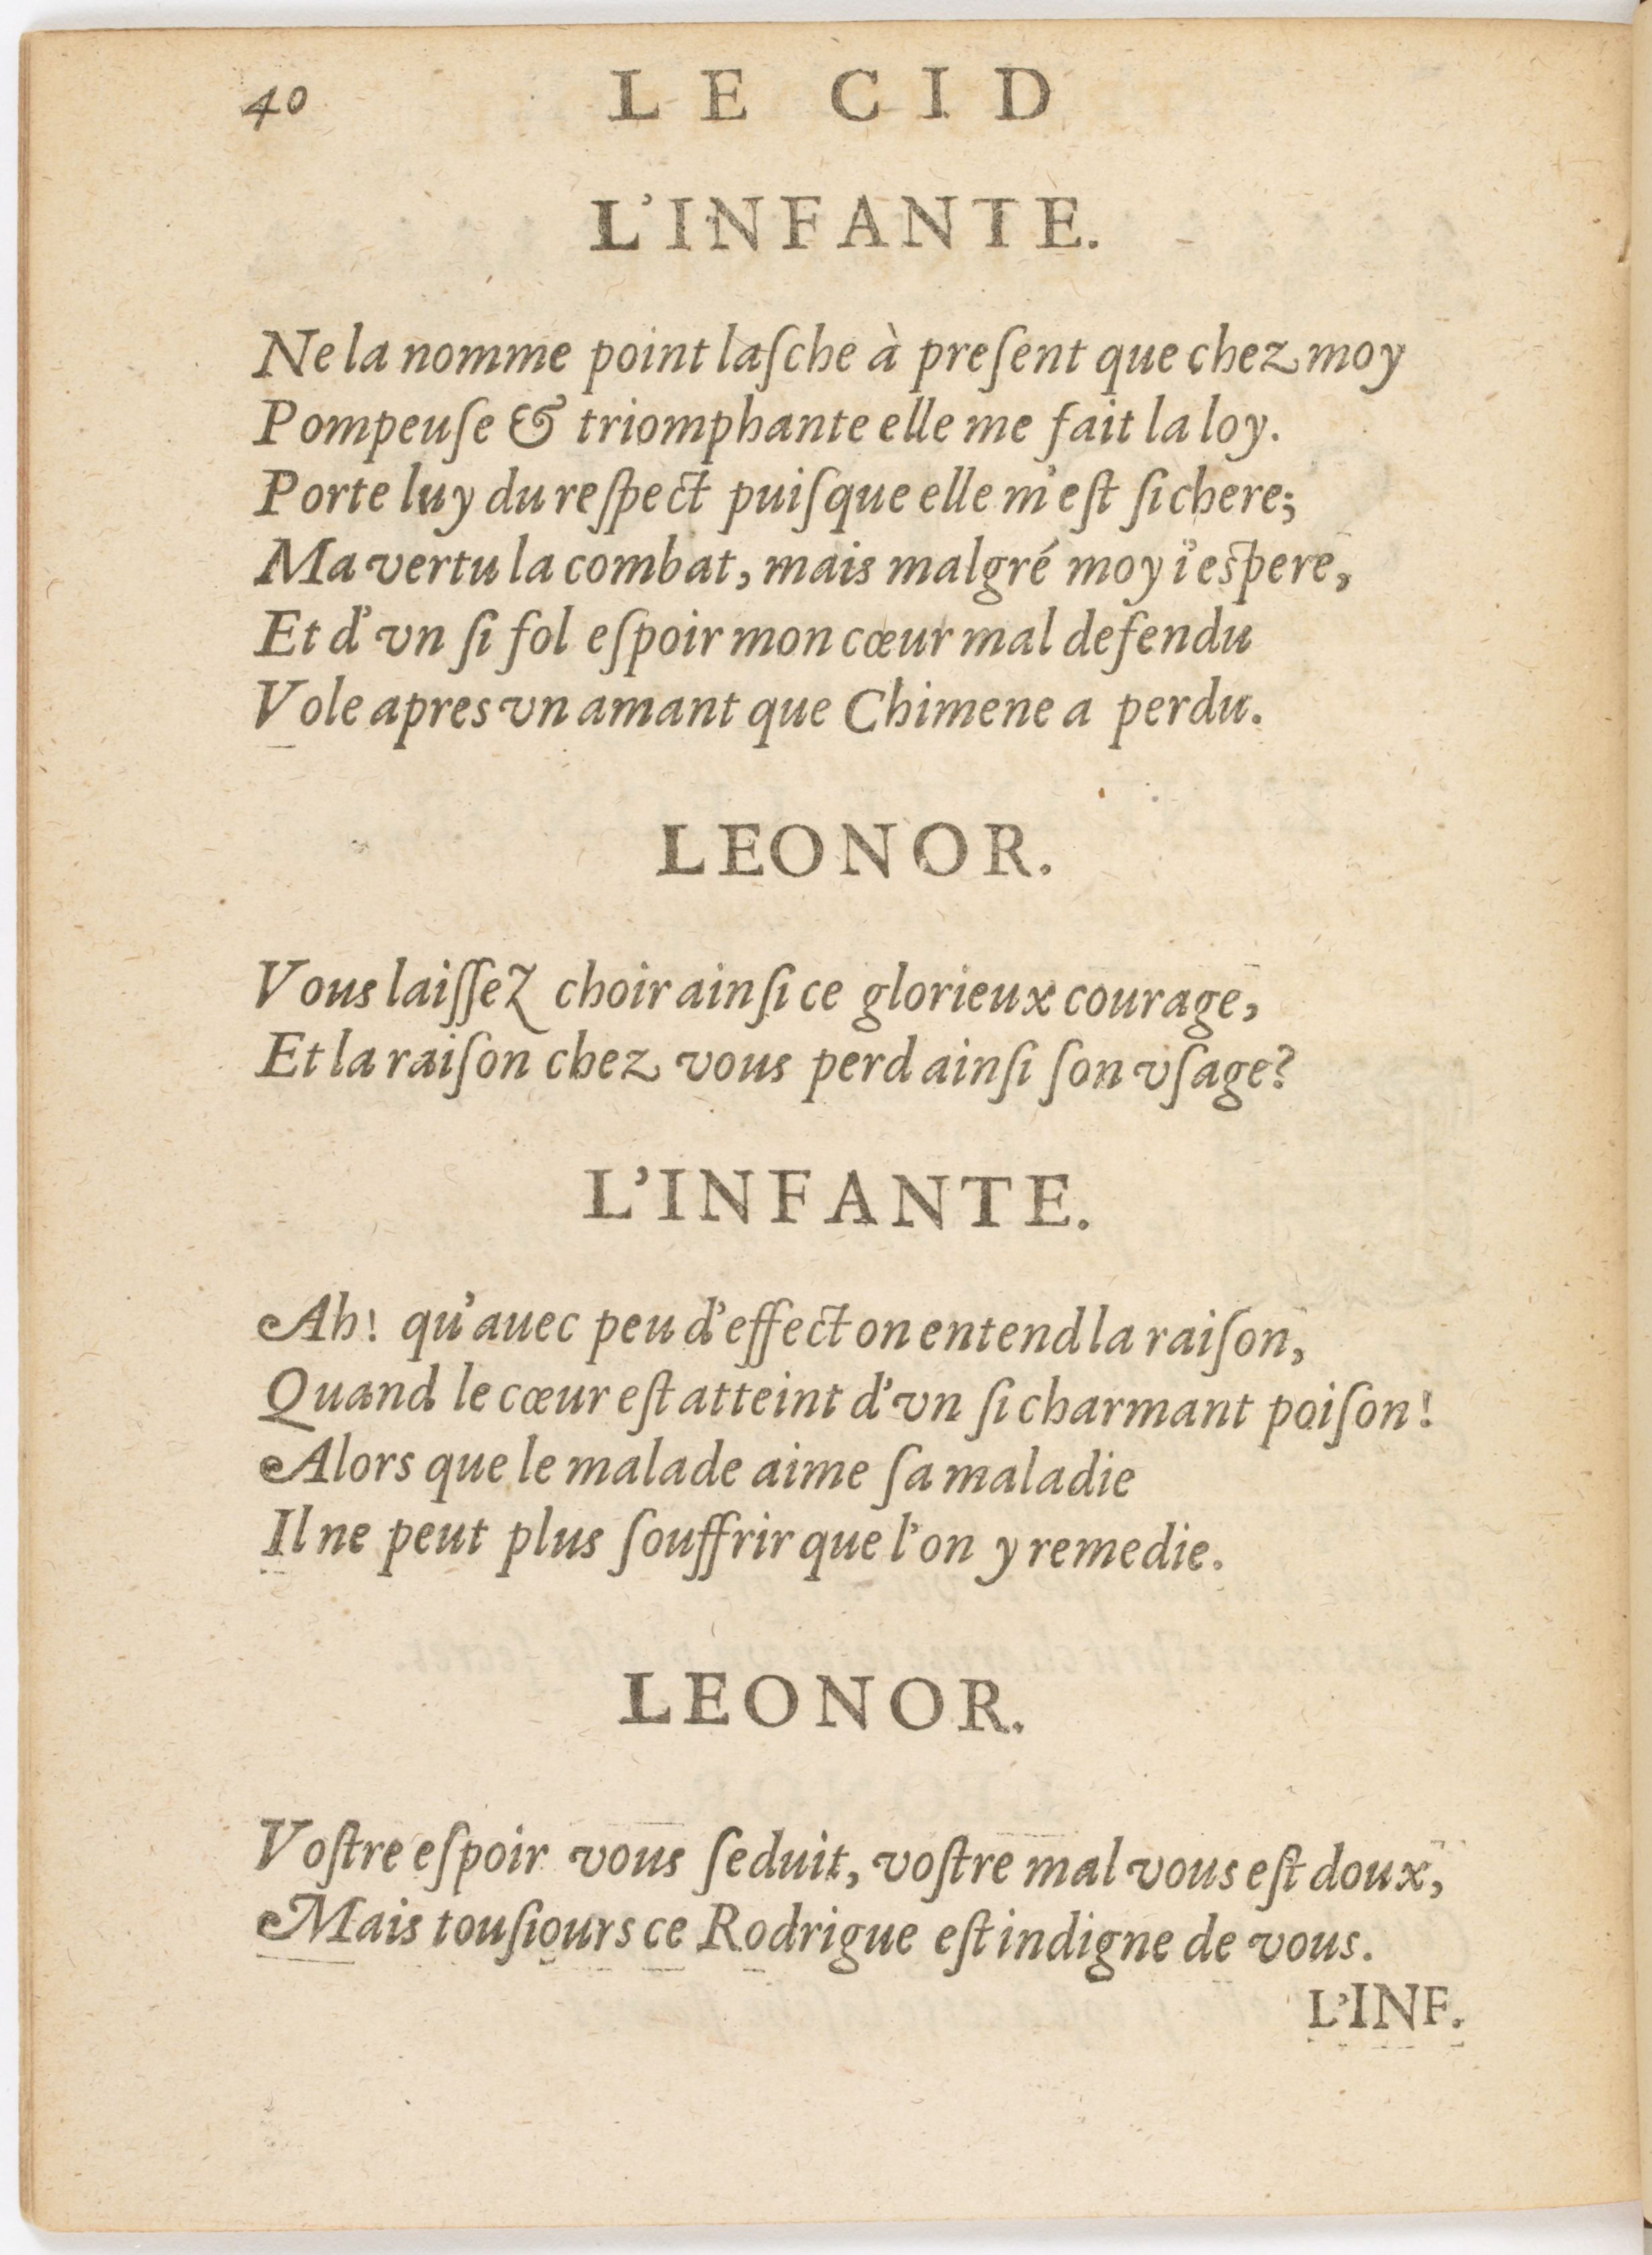 40 LE CID
L'INFANTE.
Ne la nomme point laſche à preſent que chez moy
Pompeuſe & triomphante elle me fait la loy.
Porte luy du reſpect puiſque elle m'eſt ſi chere;
Ma vertu la combat, mais malgré moy i'espere,
Et d'vn ſi fol eſpoir mon cœur mal defendu
Vole apres vn amant que Chimene a perdu.
LEONOR.
Vous laiſſez choir ainſi ce glorieux courage,
Et la raiſon chez vous perd ainſi ſon vſage?
L'INFANTE.
Ah! qu'auec peu d'effect on entend la raiſon,
Quand le cœur eſt atteint d'vn ſi charmant poiſon!
Alors que le malade aime ſa maladie
Il ne peut plus ſouffrir que l'on y remedie.
LEONOR.
Voſtre eſpoir vous ſeduit, voſtre mal vous eſt doux,
Mais touſiours ce Rodrigue eſt indigne de vous.
L'INF.